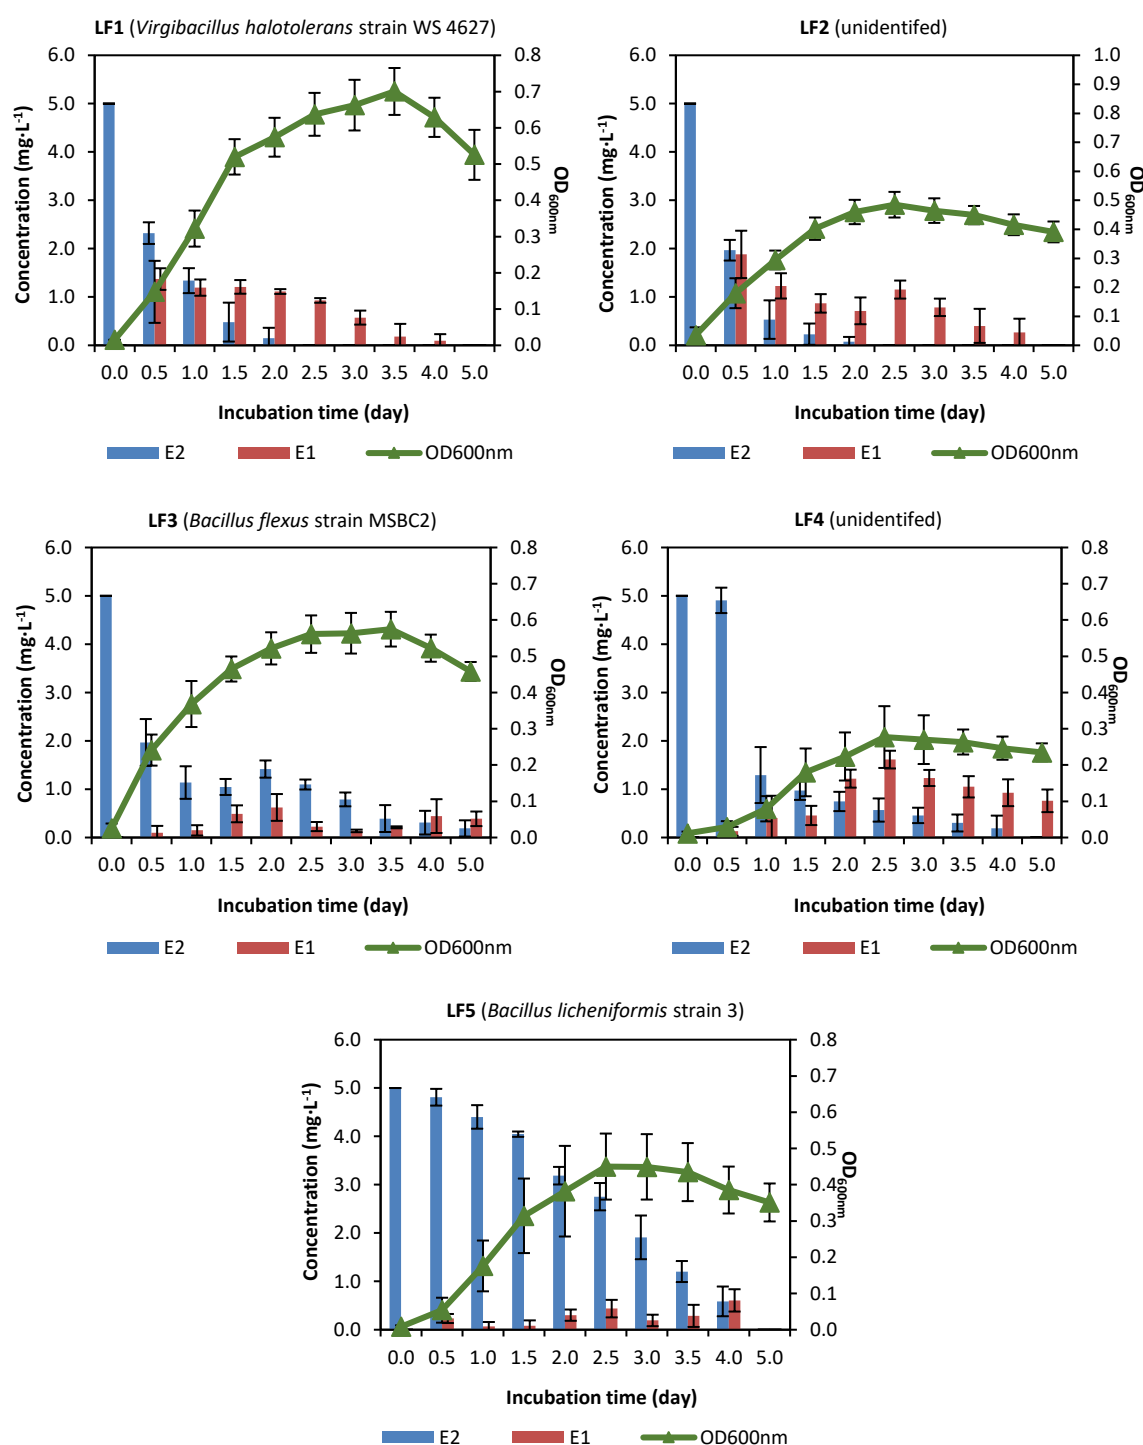 LF1 (Virgibacillus halotolerans strain WS 4627)
6.0
5.0
4.0
3.0
2.0
1.0
0.0
Concentration (mg·L-1)
0.8
0.7
0.6
0.5
0.4
0.3
0.2
0.1
0.0
OD600nm
0.0 0.5 1.0 1.5 2.0 2.5 3.0 3.5 4.0 5.0
Incubation time (day)
E2 E1 OD600nm
LF2 (unidentifed)
6.0
5.0
4.0
3.0
2.0
1.0
0.0
Concentration (mg·L-1)
1.0
0.9
0.8
0.7
0.6
0.5
0.4
0.3
0.2
0.1
0.0
OD600nm
0.0 0.5 1.0 1.5 2.0 2.5 3.0 3.5 4.0 5.0
Incubation time (day)
E2 E1 OD600nm
LF3 (Bacillus flexus strain MSBC2)
6.0
5.0
4.0
3.0
2.0
1.0
0.0
Concentration (mg·L-1)
0.8
0.7
0.6
0.5
0.4
0.3
0.2
0.1
0.0
OD600nm
0.0 0.5 1.0 1.5 2.0 2.5 3.0 3.5 4.0 5.0
Incubation time (day)
E2 E1 OD600nm
LF4 (unidentifed)
6.0
5.0
4.0
3.0
2.0
1.0
0.0
Concentration (mg·L-1)
0.8
0.7
0.6
0.5
0.4
0.3
0.2
0.1
0.0
OD600nm
0.0 0.5 1.0 1.5 2.0 2.5 3.0 3.5 4.0 5.0
Incubation time (day)
E2 E1 OD600nm
LF5 (Bacillus licheniformis strain 3)
6.0
5.0
4.0
3.0
2.0
1.0
0.0
Concentration (mg·L-1)
0.8
0.7
0.6
0.5
0.4
0.3
0.2
0.1
0.0
OD600nm
0.0 0.5 1.0 1.5 2.0 2.5 3.0 3.5 4.0 5.0
Incubation time (day)
E2 E1 OD600nm